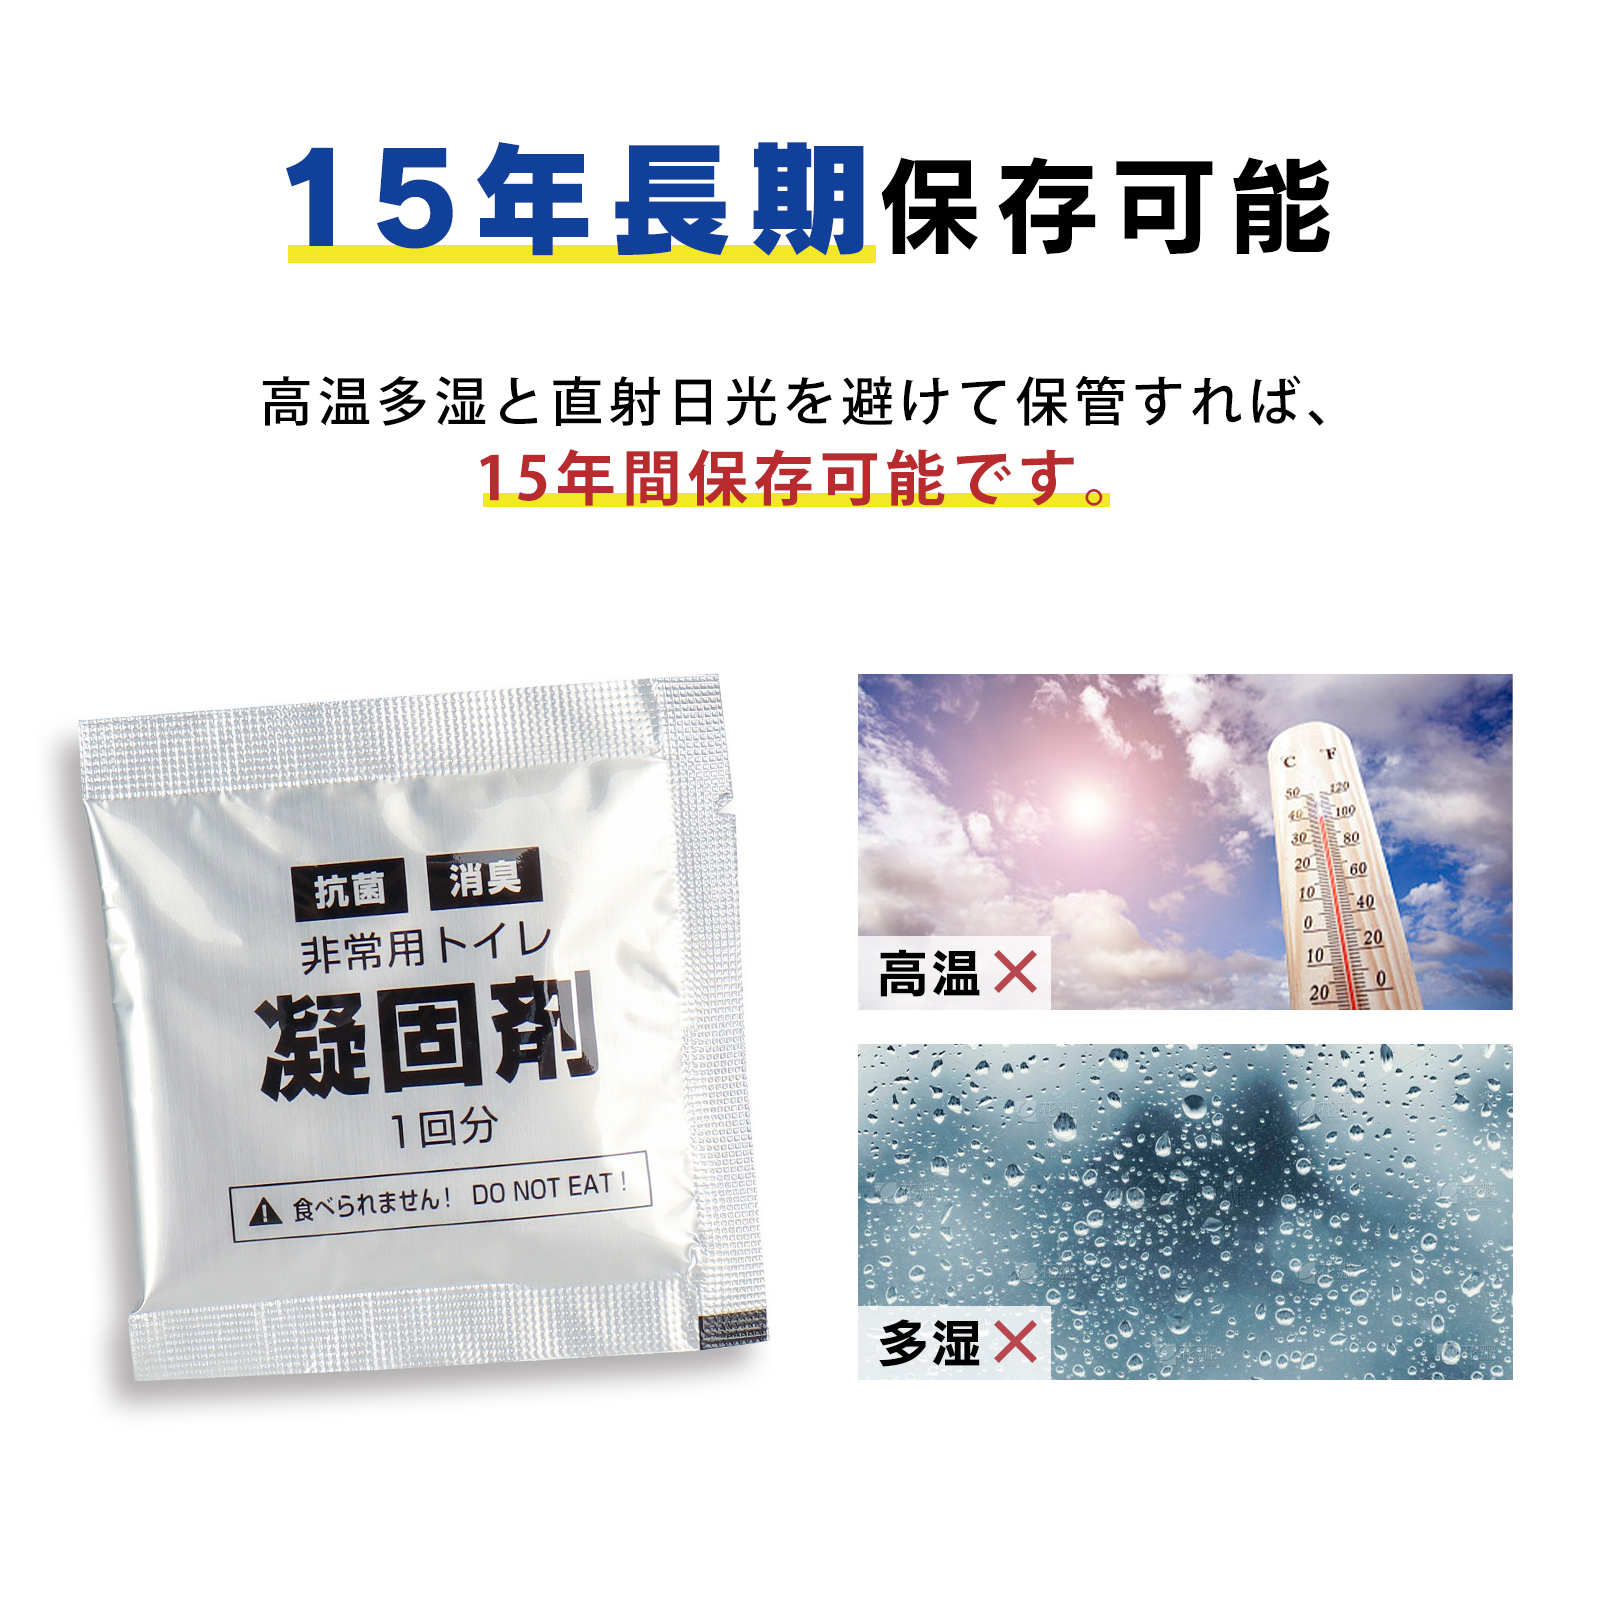 15年長期保存可能
高温多湿と直射日光を避けて保管すれば、
15年間保存可能です。
抗菌 消臭
非常用トイレ
凝固剤
1回分
食べられません! DO NOT EAT !
C F
50 120
40 100
30 80
20 60
10 40
0 20
10 0
20
高温×
多湿×